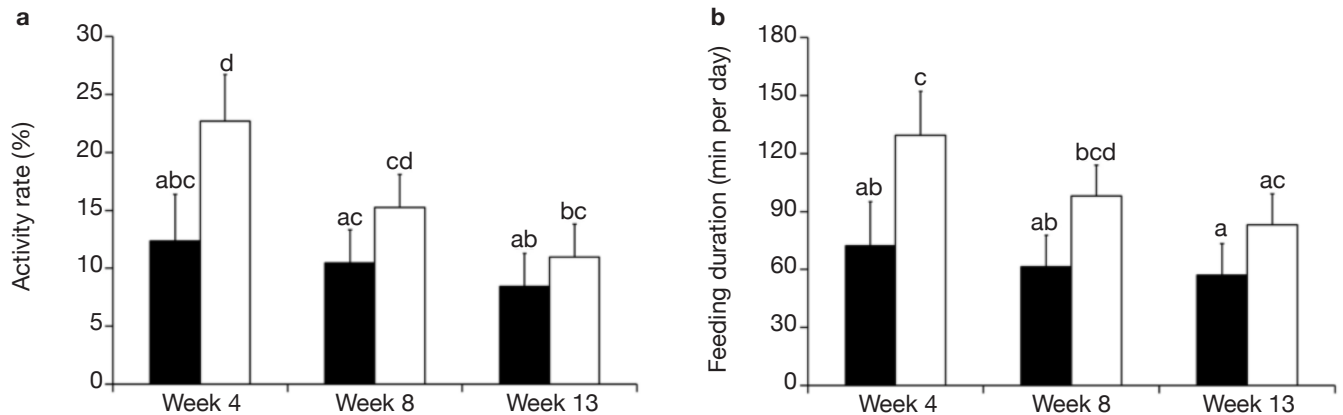 a
Activity rate (%)
30
25
20
15
10
5
0
abc
d
ac
cd
ab
bc
Week 4
Week 8
Week 13
b
Feeding duration (min per day)
180
150
120
90
60
30
0
ab
c
ab
bcd
a
ac
Week 4
Week 8
Week 13